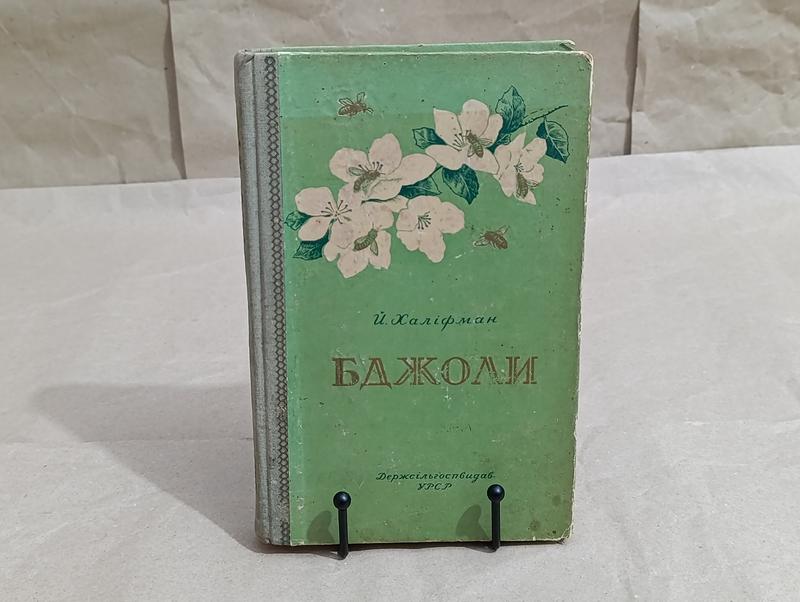 Й. Халіфман
БДЖОЛИ
Держсільгоспвидав
УРСР